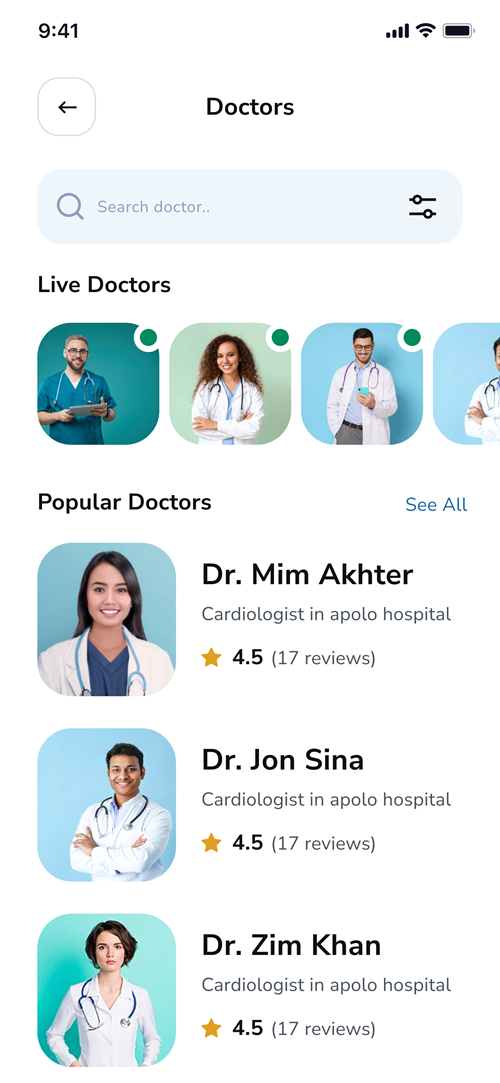 9:41
Doctors
Search doctor..
Live Doctors
Popular Doctors
See All
Dr. Mim Akhter
Cardiologist in apolo hospital
4.5 (17 reviews)
Dr. Jon Sina
Cardiologist in apolo hospital
4.5 (17 reviews)
Dr. Zim Khan
Cardiologist in apolo hospital
4.5 (17 reviews)